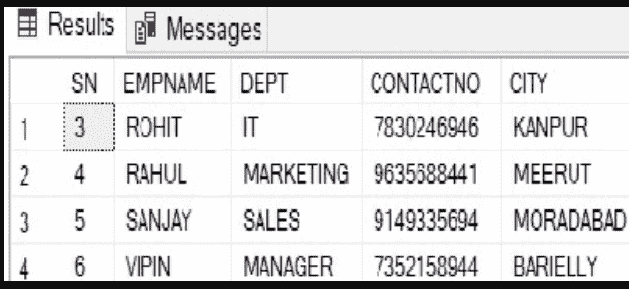 Results Messages
SN EMPNAME DEPT CONTACTNO CITY
1 3 ROHIT IT 7830246946 KANPUR
2 4 RAHUL MARKETING 9635688441 MEERUT
3 5 SANJAY SALES 9149335694 MORADABAD
4 6 VIPIN MANAGER 7352158944 BARIELLY